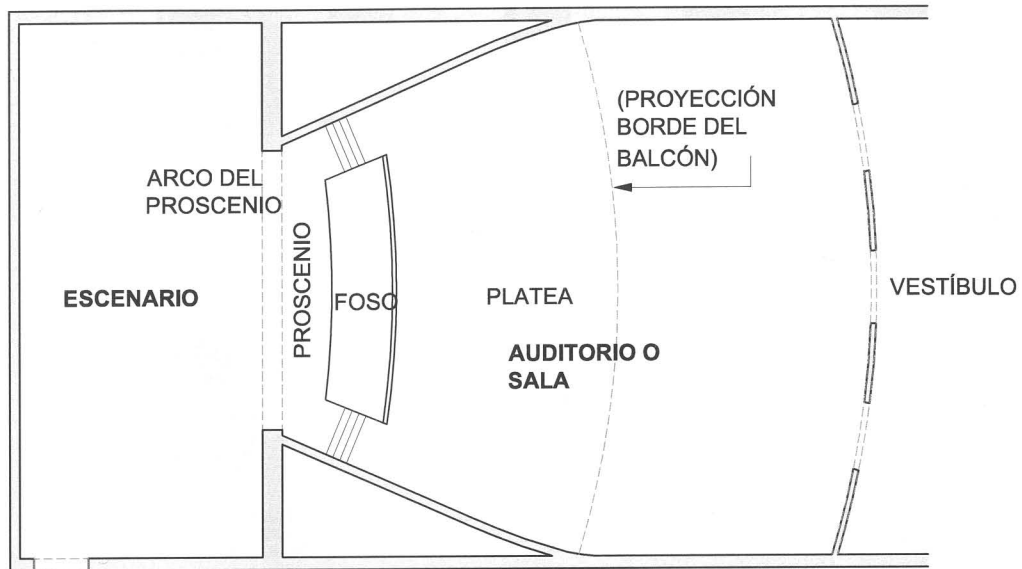 (PROYECCIÓN
BORDE DEL
BALCÓN)
ARCO DEL
PROSCENIO
ESCENARIO
PROSCENIO
FOSO
PLATEA
VESTÍBULO
AUDITORIO O
SALA